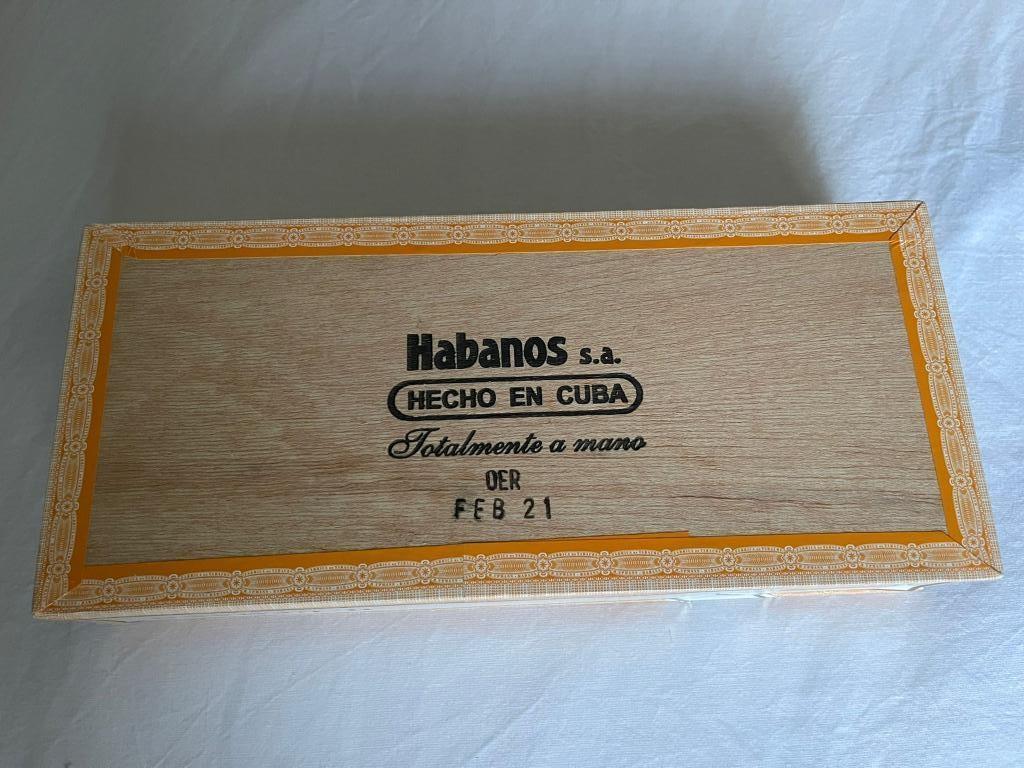 Habanos s.a.
HECHO EN CUBA
Totalmente a mano
OER
FEB 21